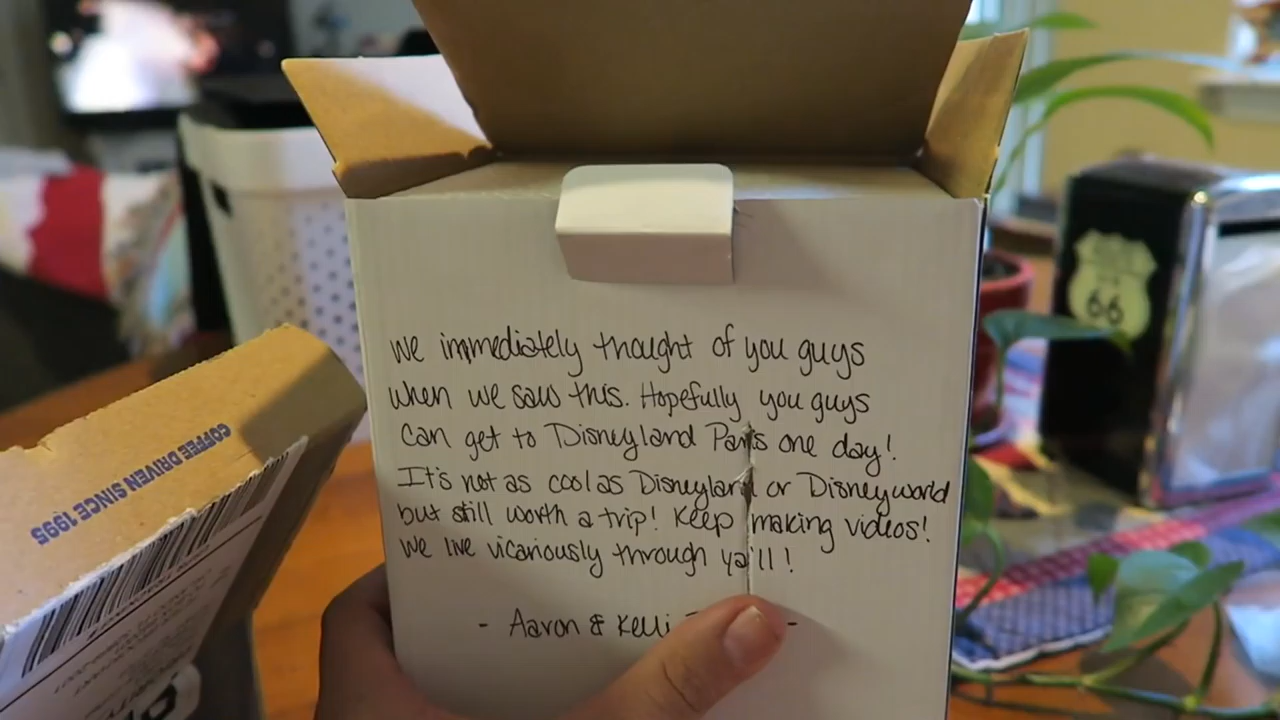 We immediately thought of you guys
when we saw this. Hopefully you guys
can get to Disneyland Paris one day!
It's not as cool as Disneyland or Disneyworld
but still worth a trip! Keep making videos!
We live vicariously through ya'll!
- Aaron & Kelli -
COFFEE DRIVEN SINCE 1995
66